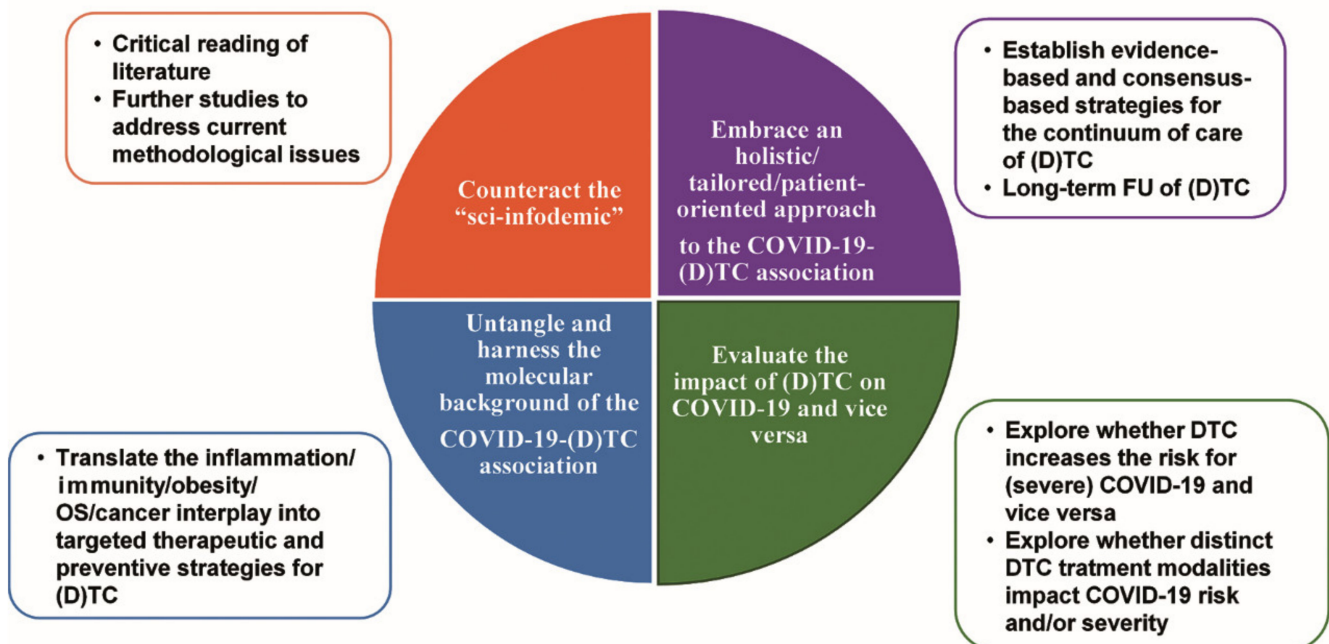 • Critical reading of
literature
• Further studies to
address current
methodological issues
Counteract the
“sci-infodemic”
Embrace an
holistic/
tailored/patient-
oriented approach
to the COVID-19-
(D)TC association
• Establish evidence-
based and consensus-
based strategies for
the continuum of care
of (D)TC
• Long-term FU of (D)TC
• Translate the inflammation/
immunity/obesity/
OS/cancer interplay into
targeted therapeutic and
preventive strategies for
(D)TC
Untangle and
harness the
molecular
background of the
COVID-19-(D)TC
association
Evaluate the
impact of (D)TC on
COVID-19 and vice
versa
• Explore whether DTC
increases the risk for
(severe) COVID-19 and
vice versa
• Explore whether distinct
DTC tratment modalities
impact COVID-19 risk
and/or severity